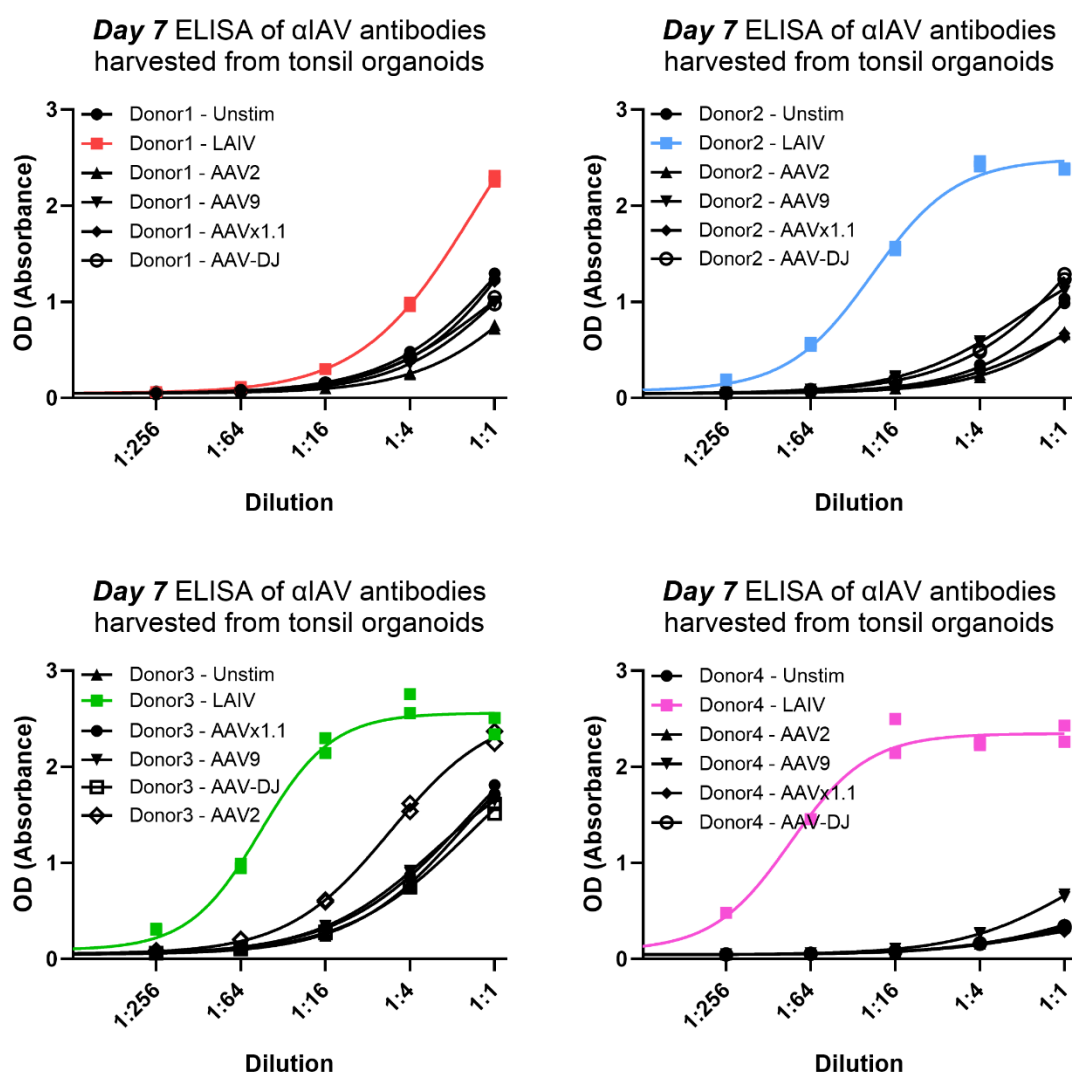 Day 7 ELISA of αIAV antibodies
harvested from tonsil organoids
3
2
1
0
OD (Absorbance)
Donor1 - Unstim
Donor1 - LAIV
Donor1 - AAV2
Donor1 - AAV9
Donor1 - AAVx1.1
Donor1 - AAV-DJ
1:256
1:64
1:16
1:4
1:1
Dilution
Day 7 ELISA of αIAV antibodies
harvested from tonsil organoids
3
2
1
0
OD (Absorbance)
Donor2 - Unstim
Donor2 - LAIV
Donor2 - AAV2
Donor2 - AAV9
Donor2 - AAVx1.1
Donor2 - AAV-DJ
1:256
1:64
1:16
1:4
1:1
Dilution
Day 7 ELISA of αIAV antibodies
harvested from tonsil organoids
3
2
1
0
OD (Absorbance)
Donor3 - Unstim
Donor3 - LAIV
Donor3 - AAVx1.1
Donor3 - AAV9
Donor3 - AAV-DJ
Donor3 - AAV2
1:256
1:64
1:16
1:4
1:1
Dilution
Day 7 ELISA of αIAV antibodies
harvested from tonsil organoids
3
2
1
0
OD (Absorbance)
Donor4 - Unstim
Donor4 - LAIV
Donor4 - AAV2
Donor4 - AAV9
Donor4 - AAVx1.1
Donor4 - AAV-DJ
1:256
1:64
1:16
1:4
1:1
Dilution